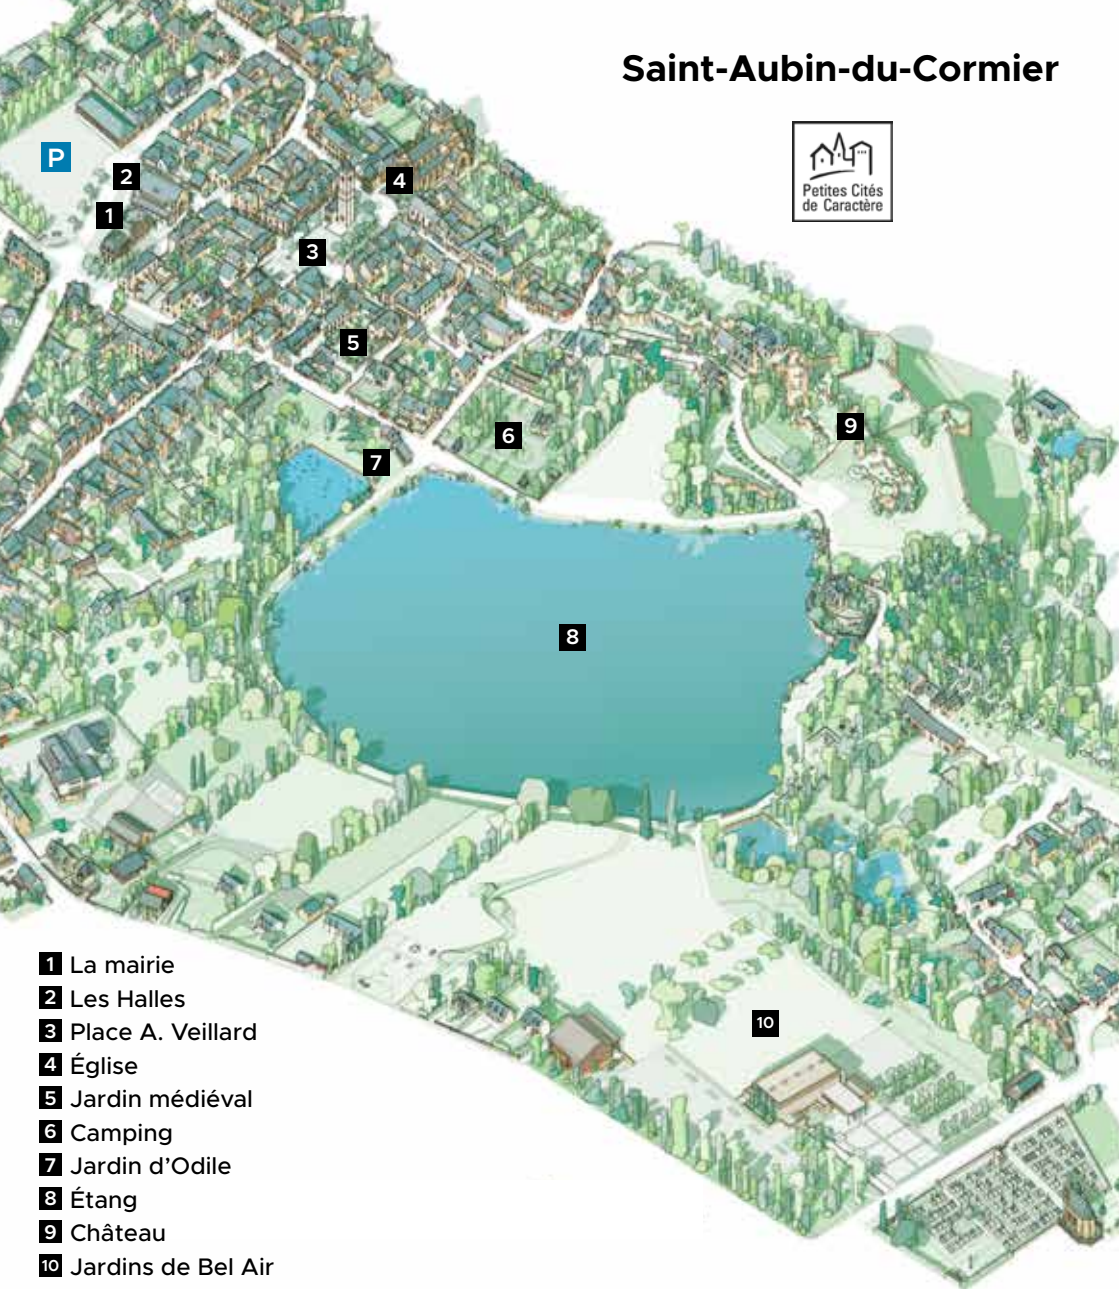 Saint-Aubin-du-Cormier
Petites Cités
de Caractère
P
2
1
4
3
5
6
7
9
8
10
1 La mairie
2 Les Halles
3 Place A. Veillard
4 Église
5 Jardin médiéval
6 Camping
7 Jardin d’Odile
8 Étang
9 Château
10 Jardins de Bel Air